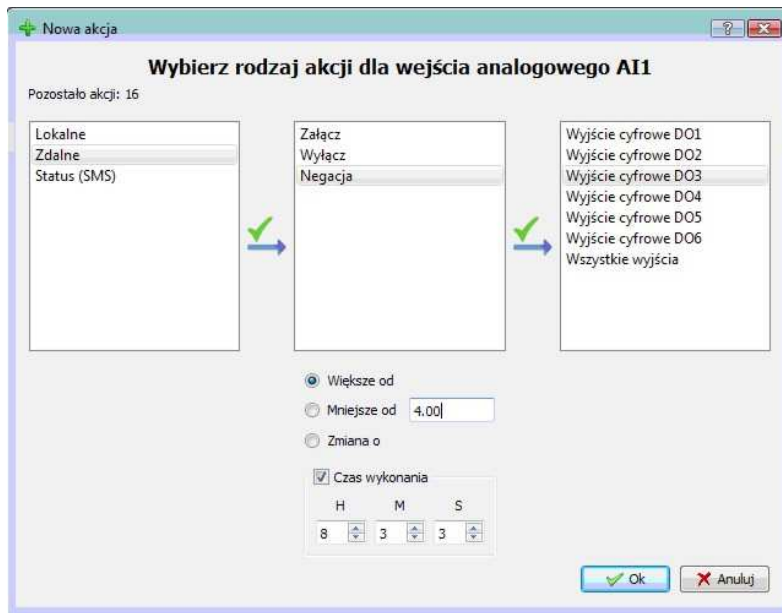 Nowa akcja
Wybierz rodzaj akcji dla wejścia analogowego AI1
Pozostało akcji: 16
Lokalne
Zdalne
Status (SMS)
Załącz
Wyłącz
Negacja
Wyjście cyfrowe DO1
Wyjście cyfrowe DO2
Wyjście cyfrowe DO3
Wyjście cyfrowe DO4
Wyjście cyfrowe DO5
Wyjście cyfrowe DO6
Wszystkie wyjścia
Większe od
Mniejsze od 4.00
Zmiana o
Czas wykonania
H M S
8 3 3
Ok Anuluj